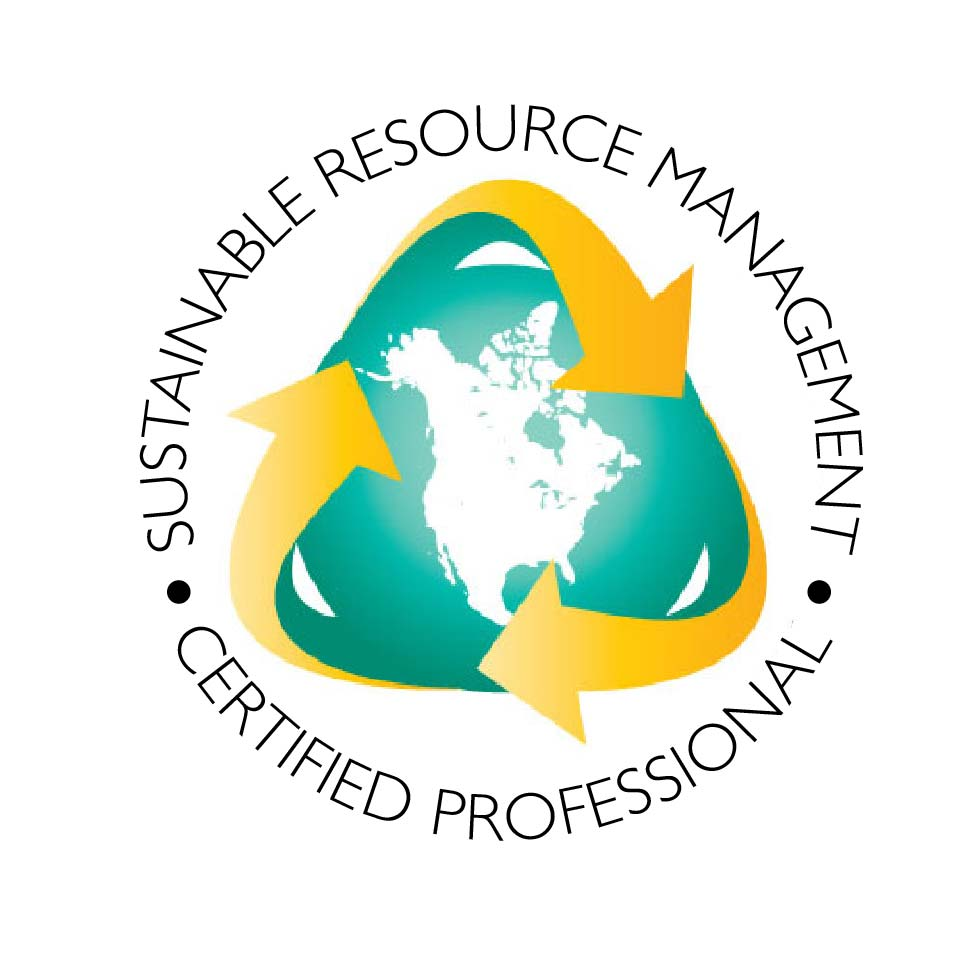 SUSTAINABLE RESOURCE MANAGEMENT
• CERTIFIED PROFESSIONAL •